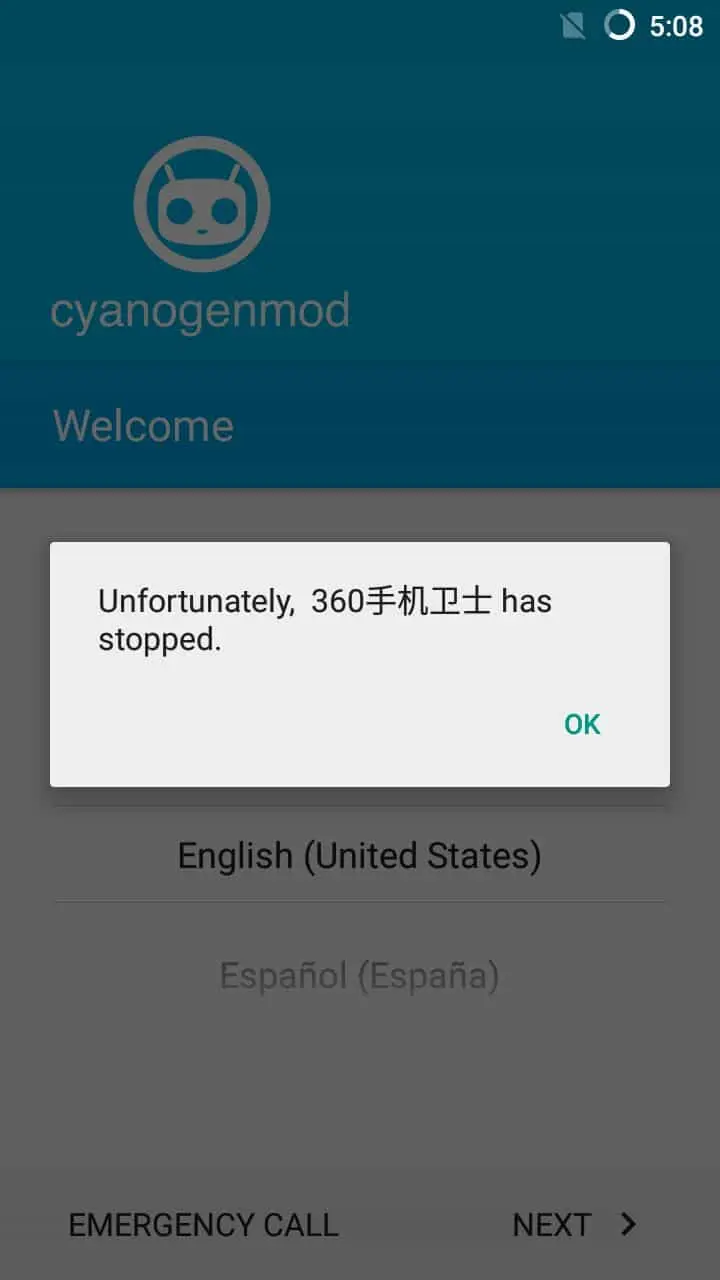 5:08
cyanogenmod
Welcome
Unfortunately, 360手机卫士 has
stopped.
OK
English (United States)
Español (España)
EMERGENCY CALL NEXT